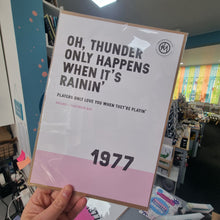 OH, THUNDER
ONLY HAPPENS
WHEN IT'S
RAININ'
PLAYERS ONLY LOVE YOU WHEN THEY'RE PLAYIN'
1977